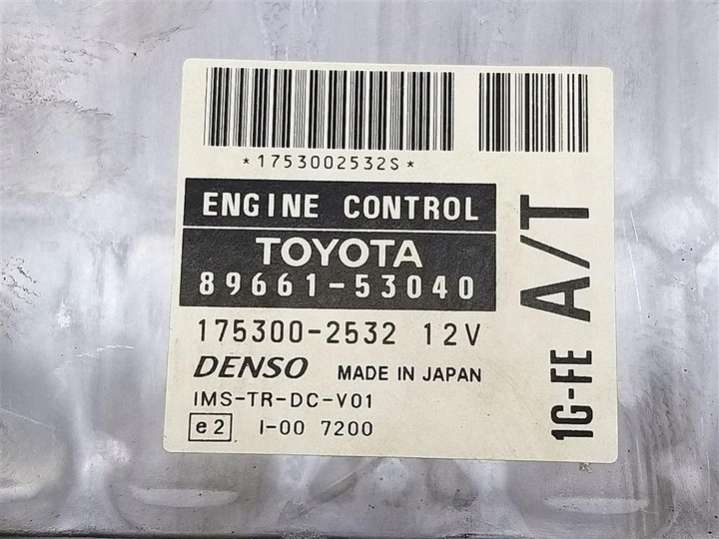 *1753002532S*
ENGINE CONTROL
TOYOTA
89661-53040
175300-2532 12V
DENSO MADE IN JAPAN
IMS-TR-DC-V01
e2 I-00 7200
1G-FE A/T